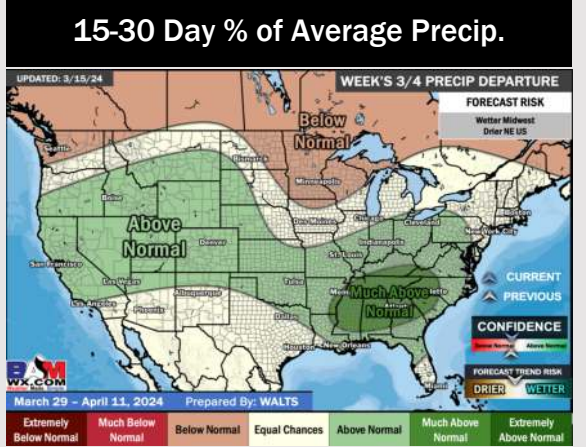 15-30 Day % of Average Precip.
UPDATED: 3/15/24
WEEK'S 3/4 PRECIP DEPARTURE
FORECAST RISK
Wetter Midwest
Drier NE US
Below
Normal
Seattle
Bismarck
Minneapolis
Boise
Des Moines
Chicago
Cleveland
Boston
New York City
Above
Normal
Denver
Indianapolis
St. Louis
San Francisco
Las Vegas
Tulsa
Much Above
Normal
Los Angeles
Albuquerque
Phoenix
Dallas
Houston
New Orleans
Miami
CURRENT
PREVIOUS
CONFIDENCE
Below Normal
Above Normal
FORECAST TREND RISK
DRIER
WETTER
BAM
WX.COM
March 29 – April 11, 2024 Prepared By: WALTS
Extremely Below Normal
Much Below Normal
Below Normal
Equal Chances
Above Normal
Much Above Normal
Extremely Above Normal